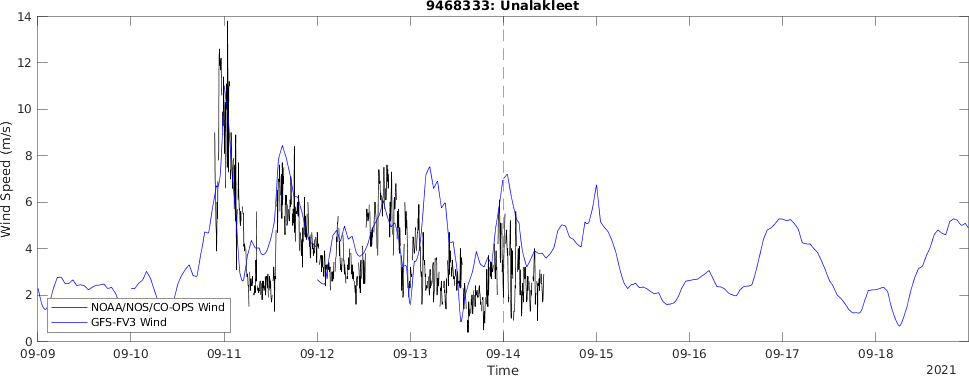 9468333: Unalakleet
14
12
10
8
6
4
2
0
Wind Speed (m/s)
NOAA/NOS/CO-OPS Wind
GFS-FV3 Wind
09-09 09-10 09-11 09-12 09-13 09-14 09-15 09-16 09-17 09-18
Time
2021